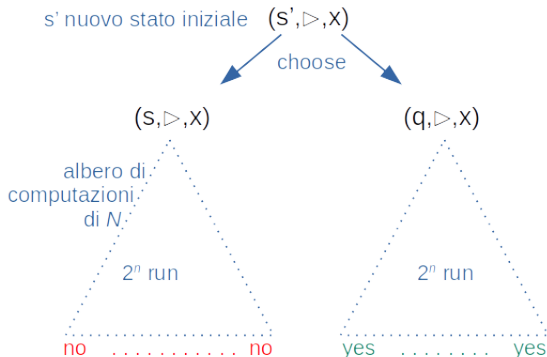 s' nuovo stato iniziale (s',▷,x)
choose
(s,▷,x) (q,▷,x)
albero di
computazioni
di N
2ⁿ run 2ⁿ run
no . . . . . . . . . . . no yes . . . . . . . . yes